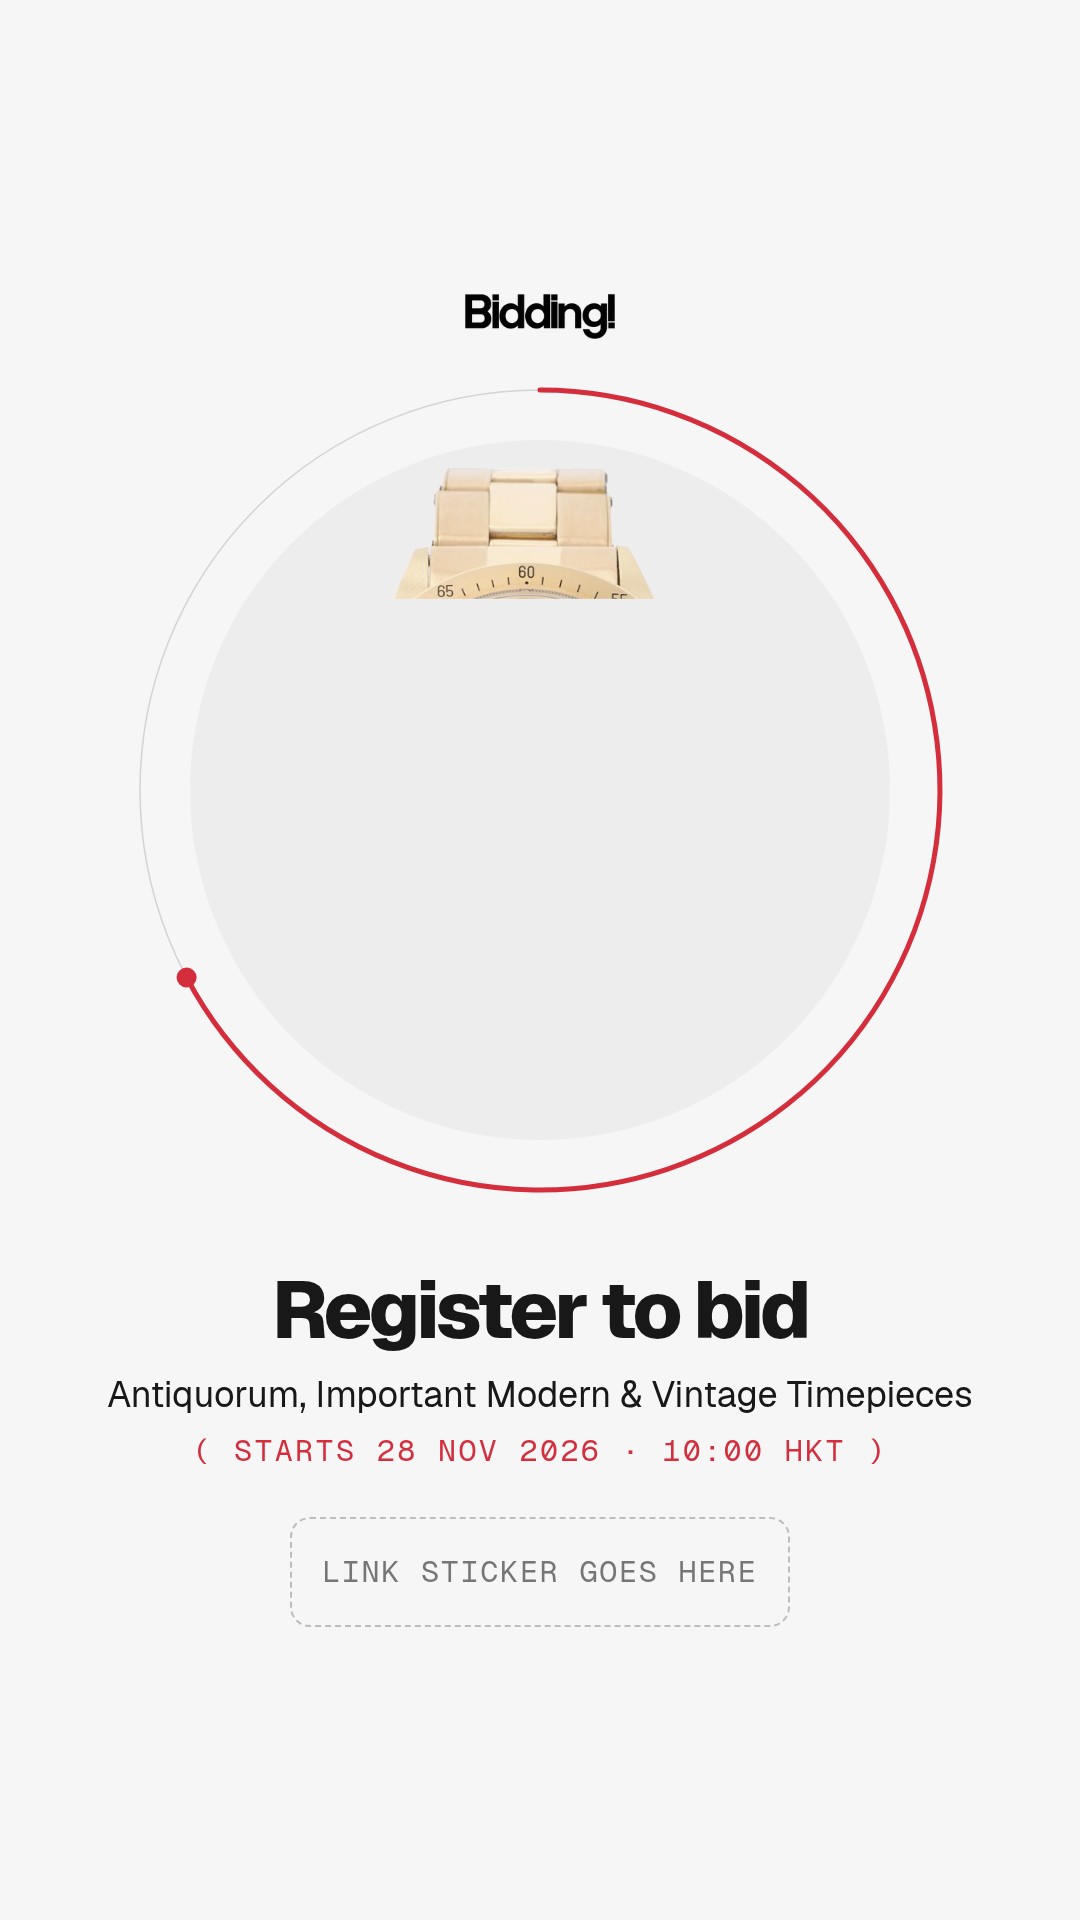 Bidding!
60
65
Register to bid
Antiquorum, Important Modern & Vintage Timepieces
( STARTS 28 NOV 2026 · 10:00 HKT )
LINK STICKER GOES HERE